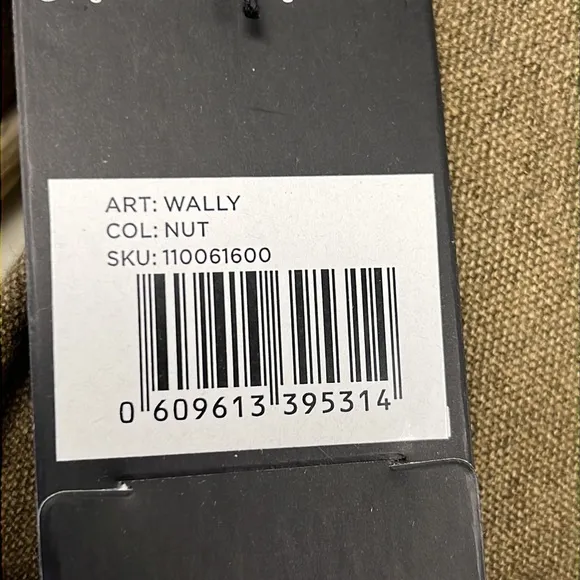 ART: WALLY
COL: NUT
SKU: 110061600
0 609613 395314